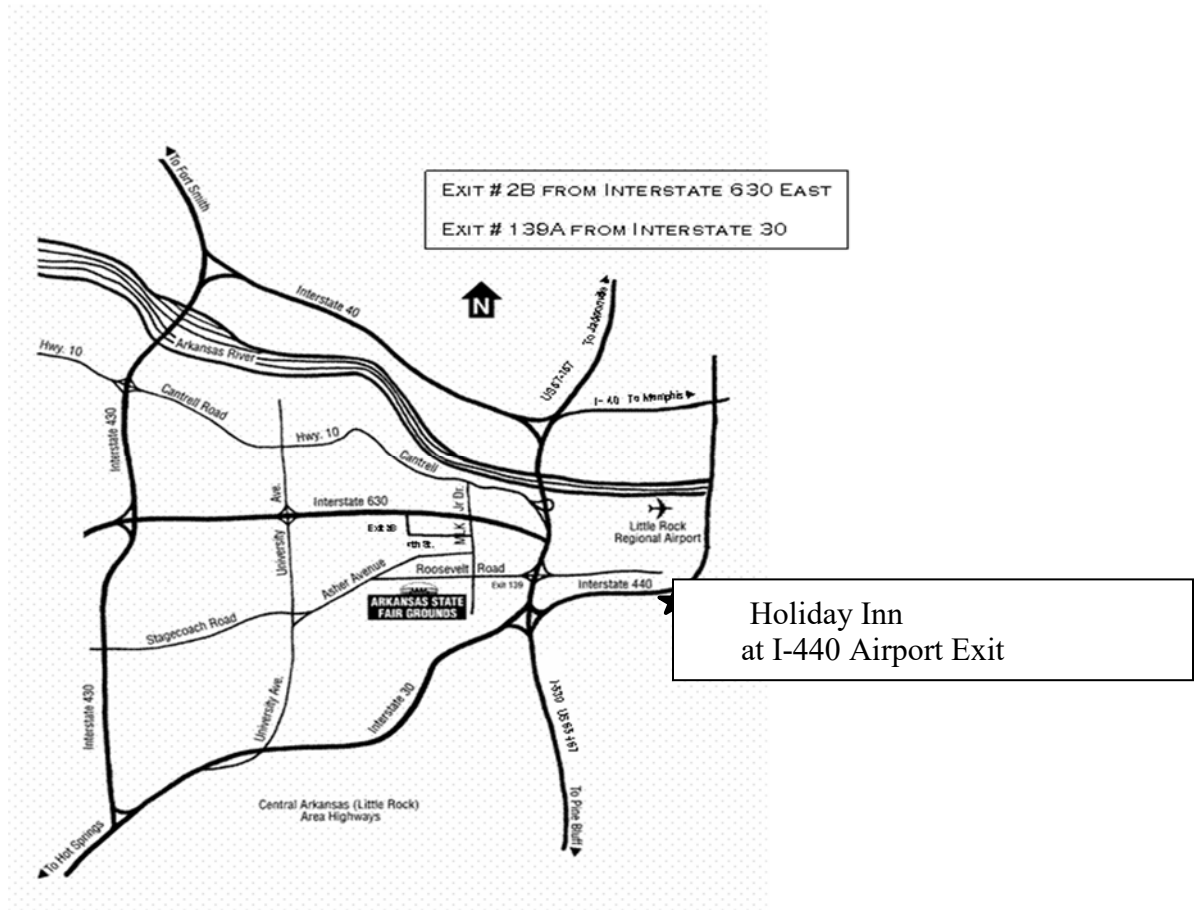 To Fort Smith
EXIT # 2B FROM INTERSTATE 630 EAST
EXIT # 139A FROM INTERSTATE 30
N
Interstate 40
To Jacksonville
US 67-167
I-40 To Memphis
Arkansas River
Hwy. 10
Cantrell Road
Hwy. 10
Cantrell
Interstate 430
University Ave.
Interstate 630
Exit 2B
MLK Jr Dr.
Little Rock
Regional Airport
Asher Avenue
Roosevelt Road
Exit 139
Interstate 440
ARKANSAS STATE
FAIR GROUNDS
Holiday Inn
at I-440 Airport Exit
Stagecoach Road
Interstate 430
University Ave.
Interstate 30
To Pine Bluff
Central Arkansas (Little Rock)
Area Highways
To Hot Springs